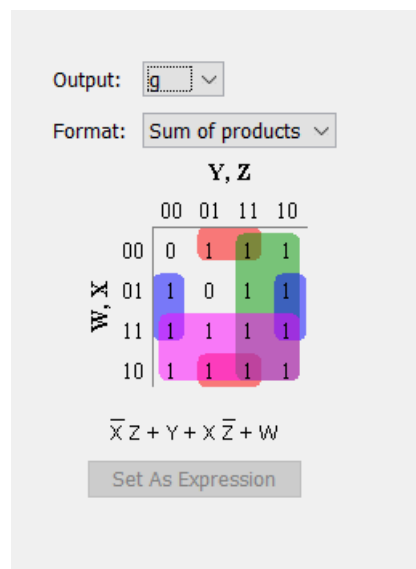 Output: g
Format: Sum of products
Y, Z
00 01 11 10
00 0 1 1 1
W, X
01 1 0 1 1
11 1 1 1 1
10 1 1 1 1
X̅ Z + Y + X Z̅ + W
Set As Expression